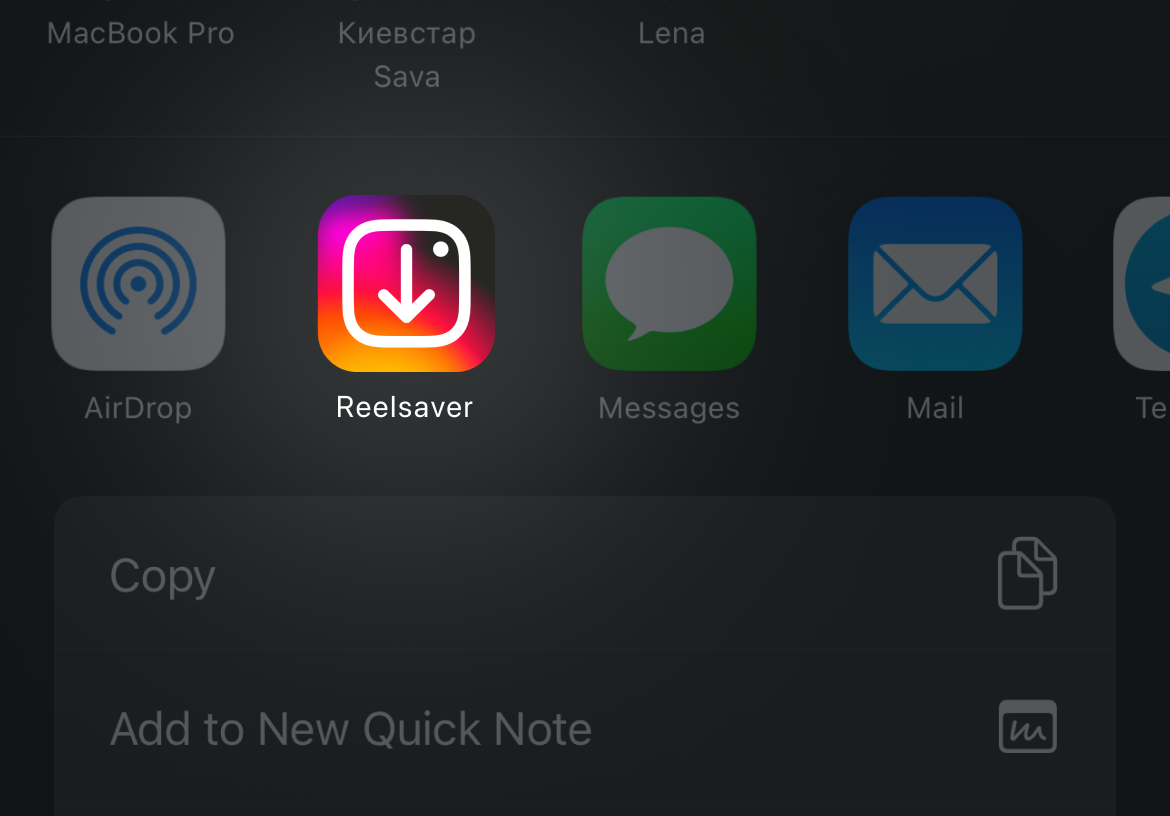 MacBook Pro
Киевстар
Sava
Lena
AirDrop
Reelsaver
Messages
Mail
Te
Copy
Add to New Quick Note